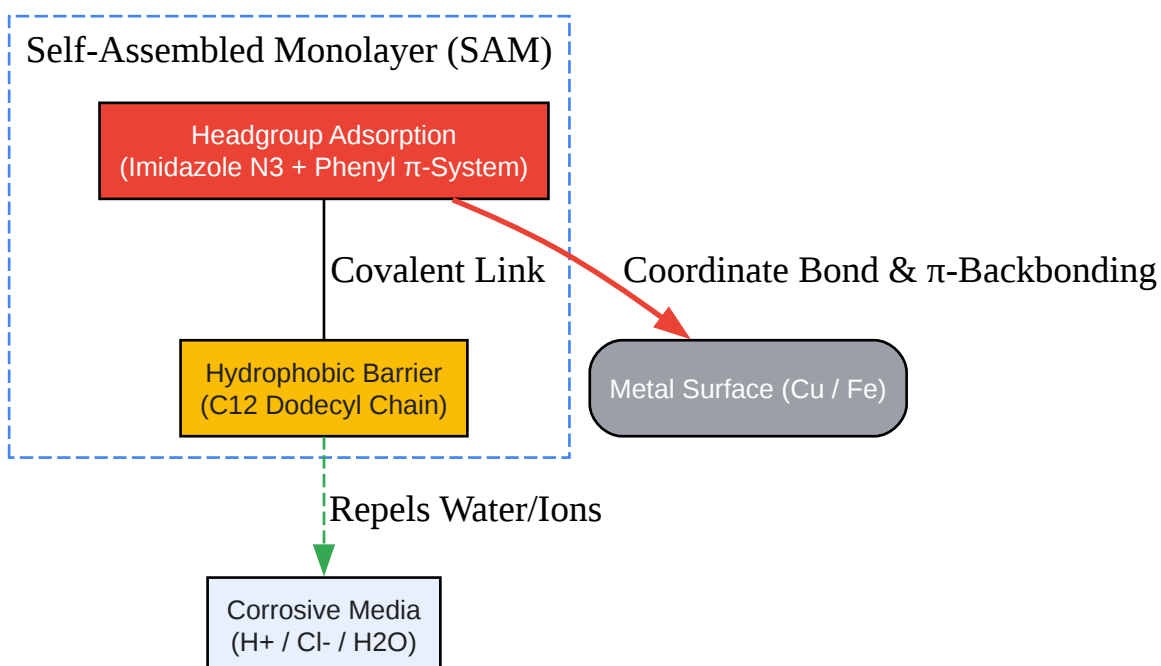 Self-Assembled Monolayer (SAM)
Headgroup Adsorption
(Imidazole N3 + Phenyl π-System)
Covalent Link
Coordinate Bond & π-Backbonding
Hydrophobic Barrier
(C12 Dodecyl Chain)
Metal Surface (Cu / Fe)
Repels Water/Ions
Corrosive Media
(H+ / Cl- / H2O)